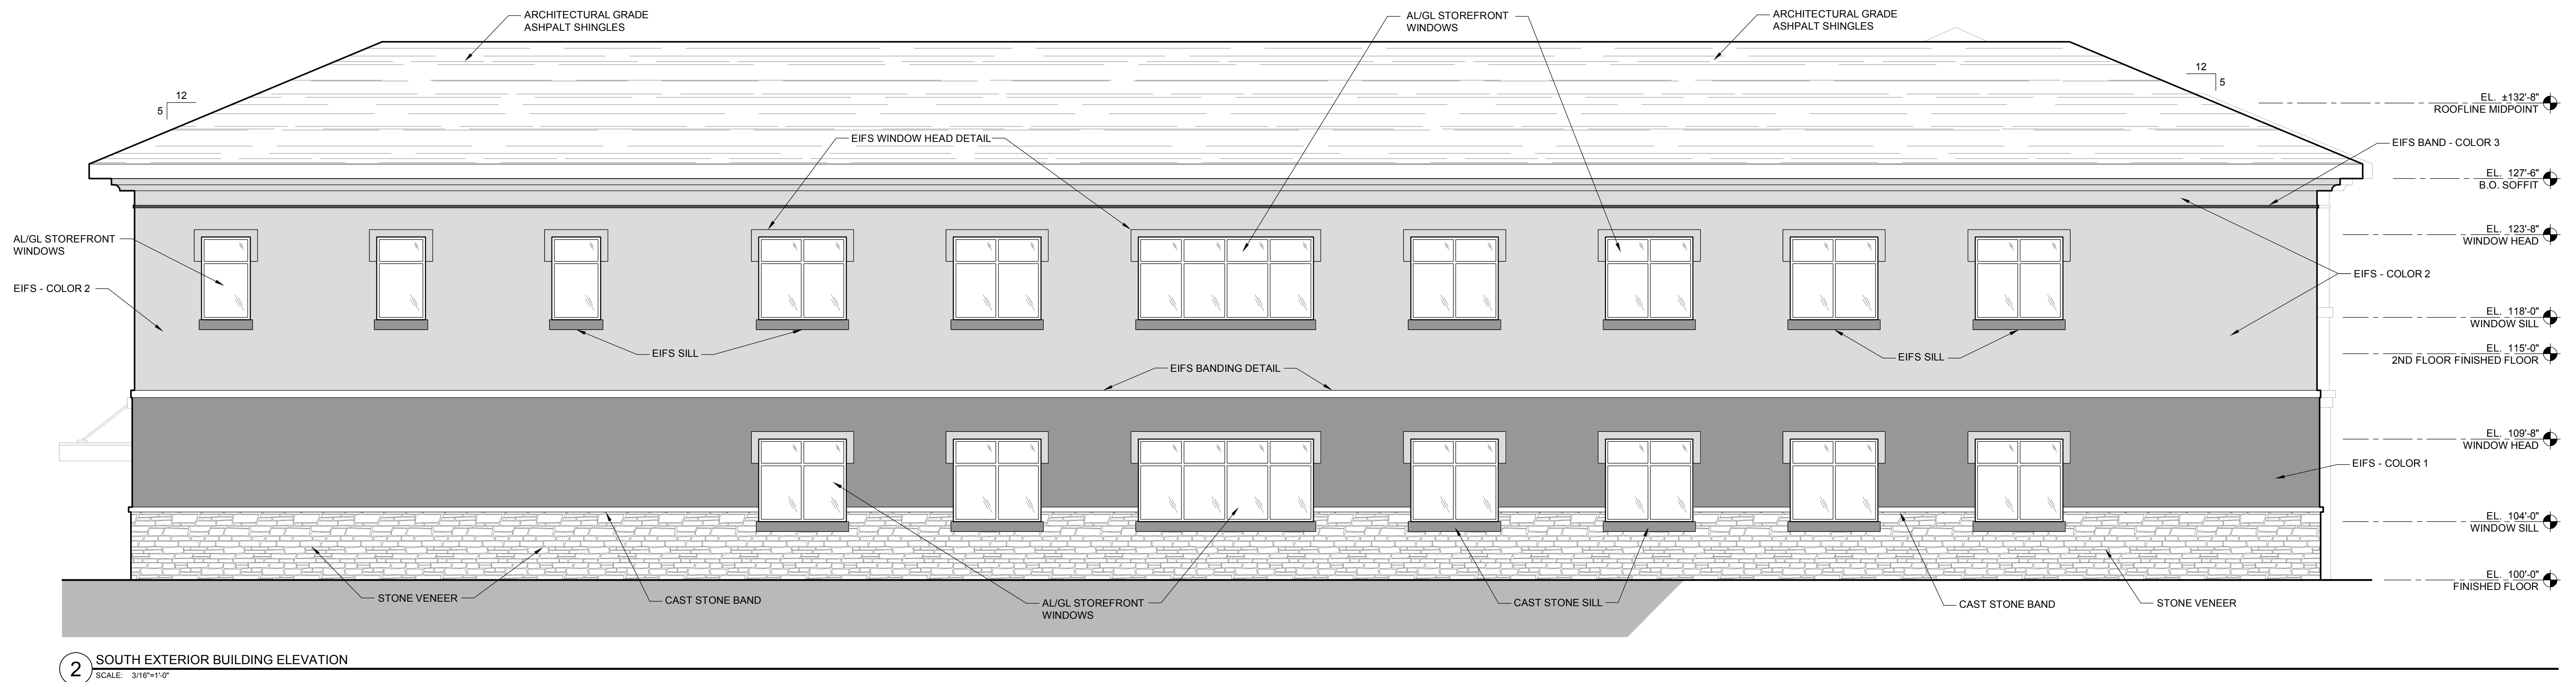 ARCHITECTURAL GRADE
ASHPALT SHINGLES
AL/GL STOREFRONT
WINDOWS
ARCHITECTURAL GRADE
ASHPALT SHINGLES
12
5
12
5
EL. ±132'-8"
ROOFLINE MIDPOINT
EIFS WINDOW HEAD DETAIL
EIFS BAND - COLOR 3
EL. 127'-6"
B.O. SOFFIT
AL/GL STOREFRONT
WINDOWS
EL. 123'-8"
WINDOW HEAD
EIFS - COLOR 2
EIFS - COLOR 2
EL. 118'-0"
WINDOW SILL
EIFS SILL
EIFS SILL
EL. 115'-0"
2ND FLOOR FINISHED FLOOR
EIFS BANDING DETAIL
EL. 109'-8"
WINDOW HEAD
EIFS - COLOR 1
EL. 104'-0"
WINDOW SILL
EL. 100'-0"
FINISHED FLOOR
STONE VENEER
CAST STONE BAND
AL/GL STOREFRONT
WINDOWS
CAST STONE SILL
CAST STONE BAND
STONE VENEER
2
SOUTH EXTERIOR BUILDING ELEVATION
SCALE: 3/16"=1'-0"